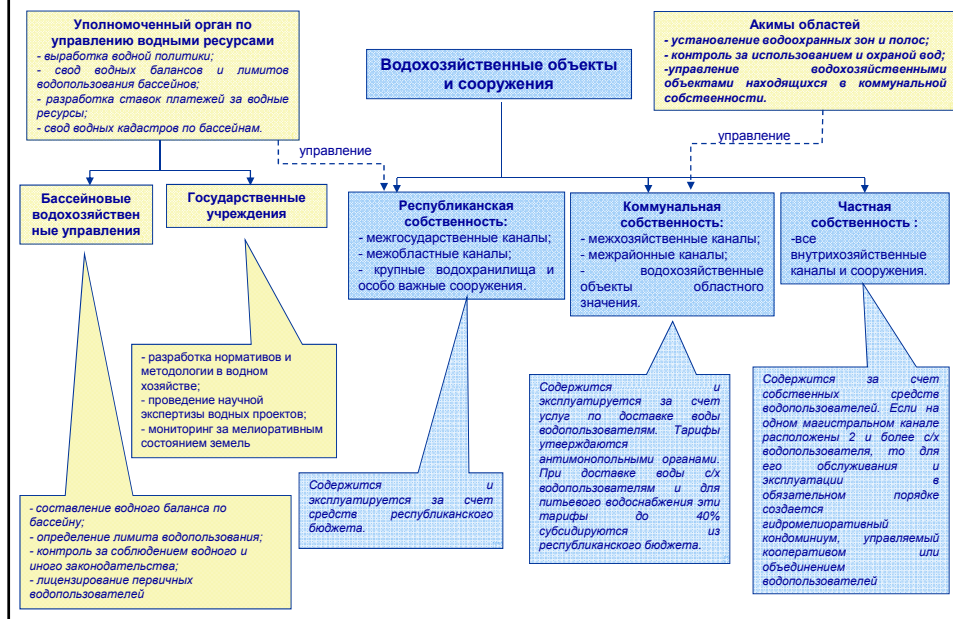 Уполномоченный орган по
управлению водными ресурсами
- выработка водной политики;
- свод водных балансов и лимитов
водопользования бассейнов;
- разработка ставок платежей за водные
ресурсы;
- свод водных кадастров по бассейнам.
Водохозяйственные объекты
и сооружения
Акимы областей
- установление водоохранных зон и полос;
- контроль за использованием и охраной вод;
-управление водохозяйственными
объектами находящихся в коммунальной
собственности.
управление
управление
Бассейновые
водохозяйствен
ные управления
Государственные
учреждения
Республиканская
собственность:
- межгосударственные каналы;
- межобластные каналы;
- крупные водохранилища и
особо важные сооружения.
Коммунальная
собственность:
- межхозяйственные каналы;
- межрайонные каналы;
- водохозяйственные
объекты областного
значения.
Частная
собственность :
-все
внутрихозяйственные
каналы и сооружения.
- разработка нормативов и
методологии в водном
хозяйстве;
- проведение научной
экспертизы водных проектов;
- мониторинг за мелиоративным
состоянием земель
Содержится и
эксплуатируется за счет
средств республиканского
бюджета.
Содержится и
эксплуатируется за счет
услуг по доставке воды
водопользователям. Тарифы
утверждаются
антимонопольными органами.
При доставке воды с/х
водопользователям и для
питьевого водоснабжения эти
тарифы до 40%
субсидируются из
республиканского бюджета.
Содержится за счет
собственных средств
водопользователей. Если на
одном магистральном канале
расположены 2 и более с/х
водопользователя, то для
его обслуживания и
эксплуатации в
обязательном порядке
создается
гидромелиоративный
кондоминиум, управляемый
кооперативом или
объединением
водопользователей
- составление водного баланса по
бассейну;
- определение лимита водопользования;
- контроль за соблюдением водного и
иного законодательства;
- лицензирование первичных
водопользователей